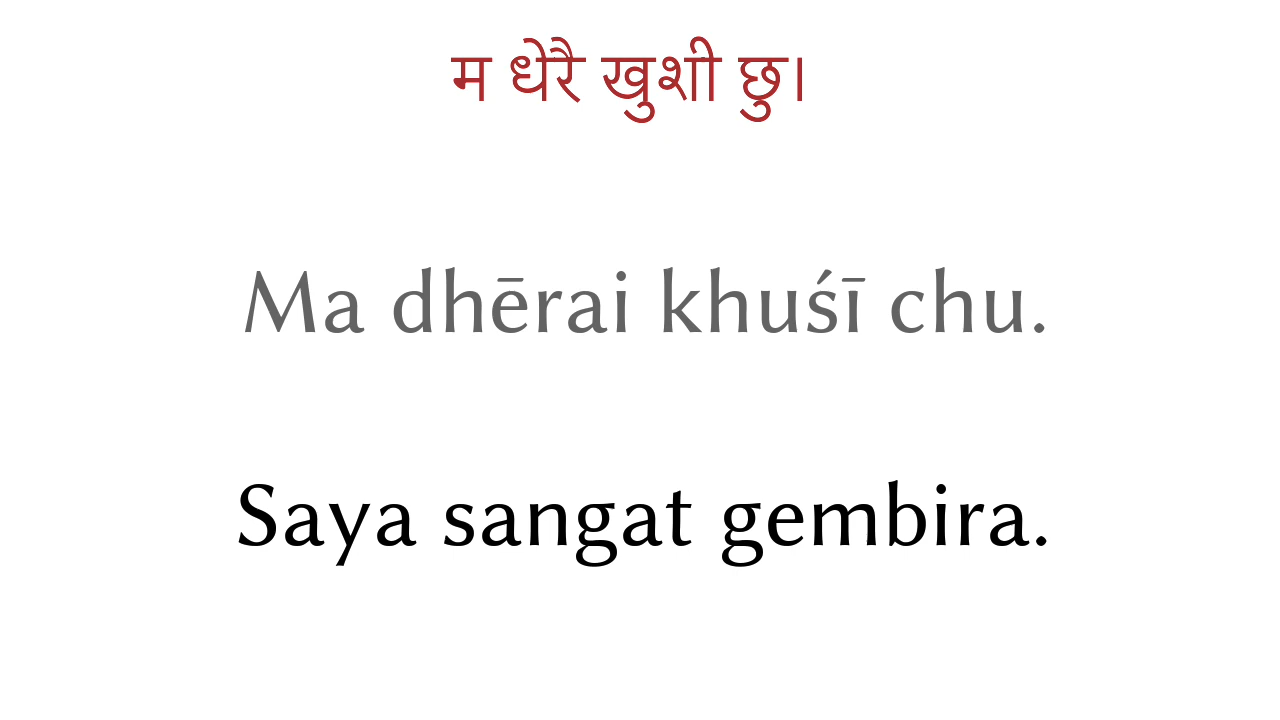 म धेरै खुशी छु।
Ma dhērai khuśī chu.
Saya sangat gembira.